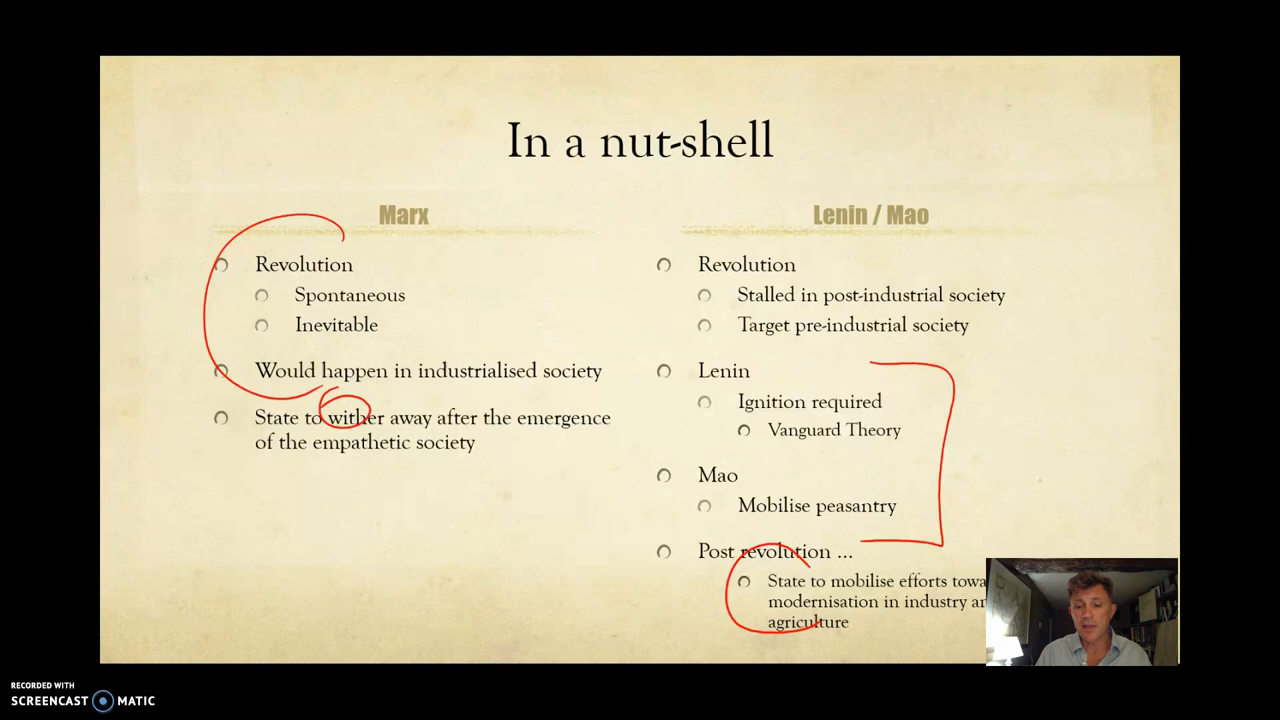 In a nut-shell
Marx
Revolution
Spontaneous
Inevitable
Would happen in industrialised society
State to wither away after the emergence
of the empathetic society
Lenin / Mao
Revolution
Stalled in post-industrial society
Target pre-industrial society
Lenin
Ignition required
Vanguard Theory
Mao
Mobilise peasantry
Post revolution ...
State to mobilise efforts
modernisation in industry
agriculture
RECORDED WITH
SCREENCAST MATIC